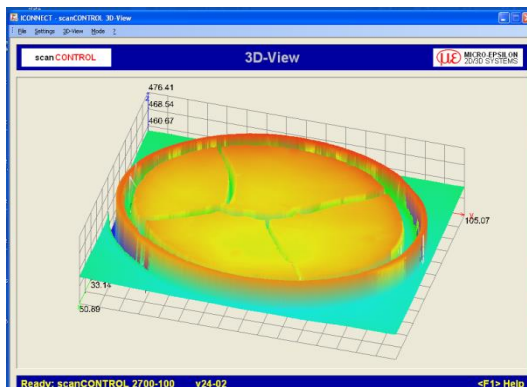 ICONNECT - scanCONTROL 3D-View
File Settings 3D-View Mode ?
scanCONTROL
3D-View
MICRO-EPSILON
2D/3D SYSTEMS
476.41
468.54
460.67
105.07
33.14
50.89
Ready: scanCONTROL 2700-100 v24-02 <F1> Help